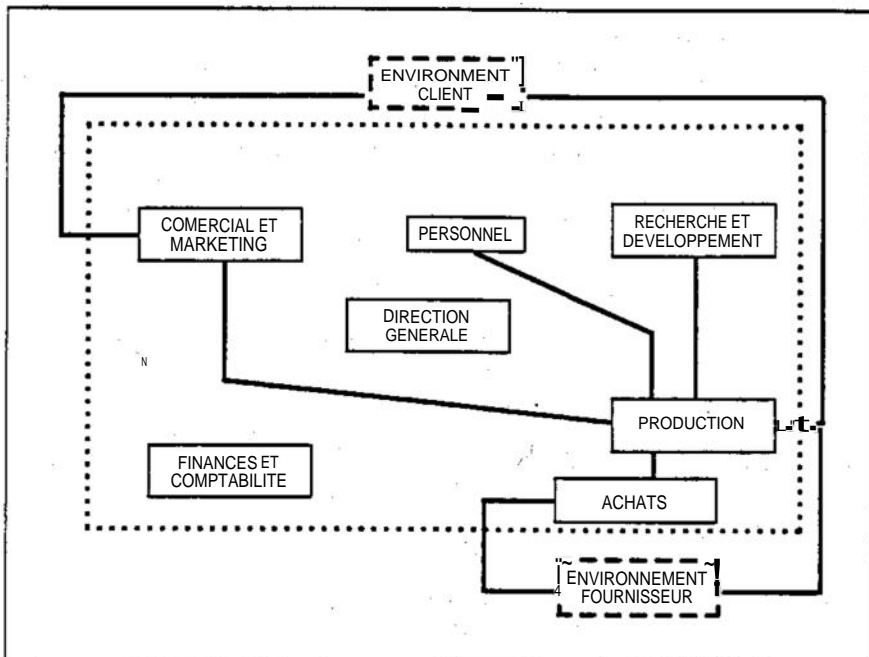 ENVIRONMENT
CLIENT
COMERCIAL ET
MARKETING
PERSONNEL
RECHERCHE ET
DEVELOPPEMENT
DIRECTION
GENERALE
N
PRODUCTION
FINANCES ET
COMPTABILITE
ACHATS
ENVIRONNEMENT
FOURNISSEUR